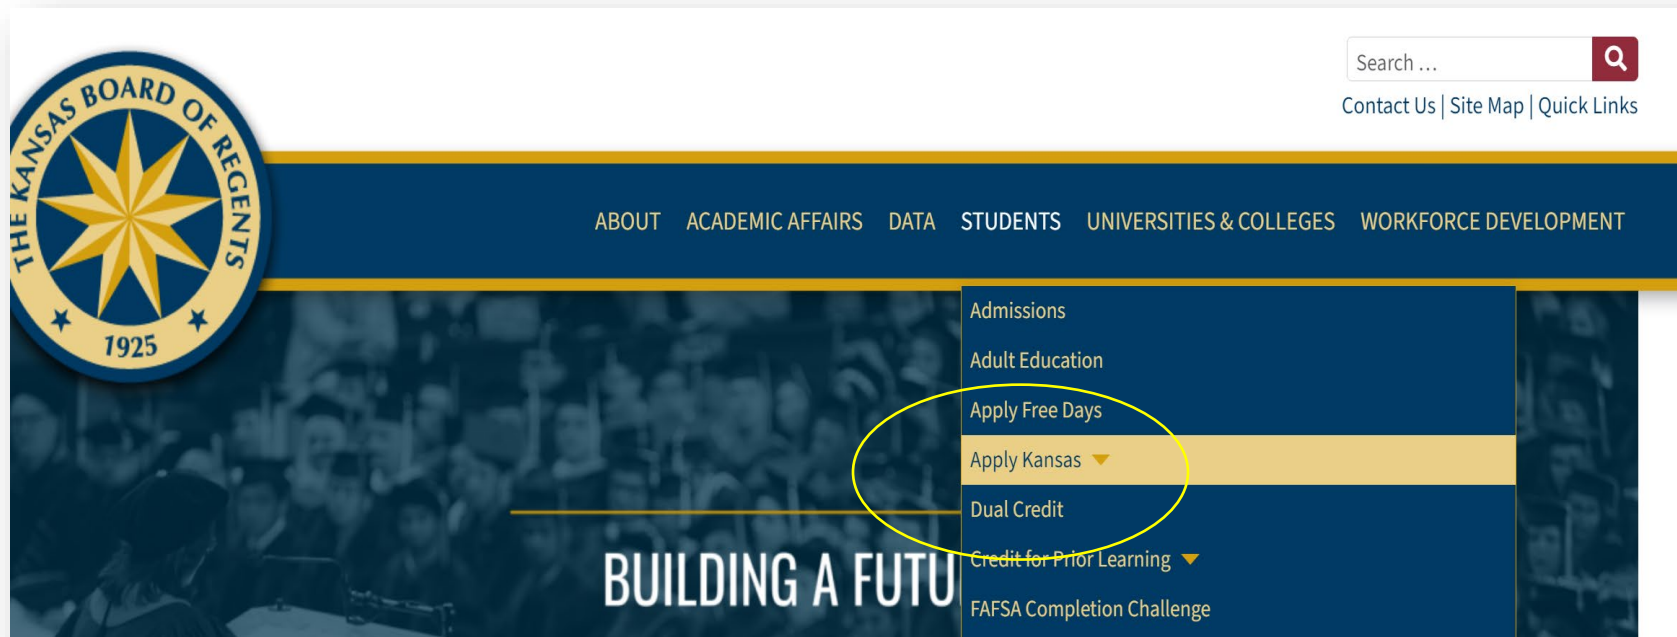 THE KANSAS BOARD OF REGENTS
1925
Search ...
Contact Us | Site Map | Quick Links
ABOUT ACADEMIC AFFAIRS DATA STUDENTS UNIVERSITIES & COLLEGES WORKFORCE DEVELOPMENT
Admissions
Adult Education
Apply Free Days
Apply Kansas
Dual Credit
Credit for Prior Learning
FAFSA Completion Challenge
BUILDING A FUTU